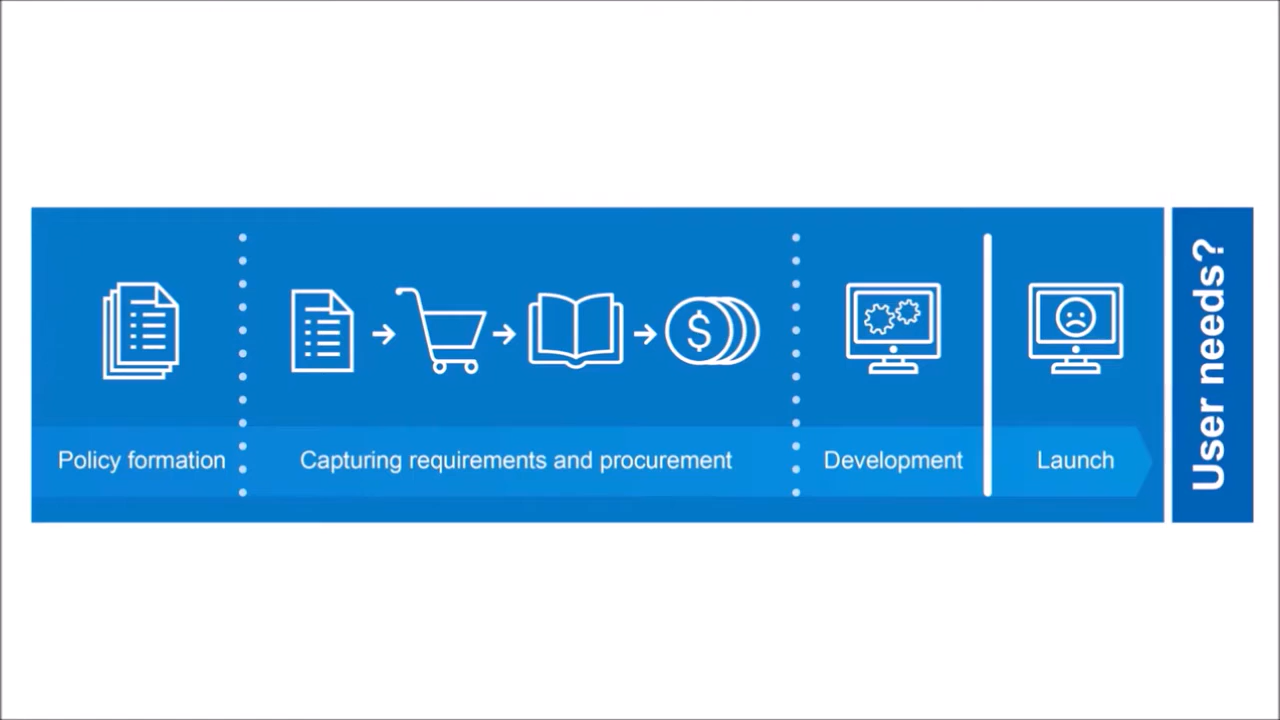 Policy formation
Capturing requirements and procurement
$
Development
Launch
User needs?